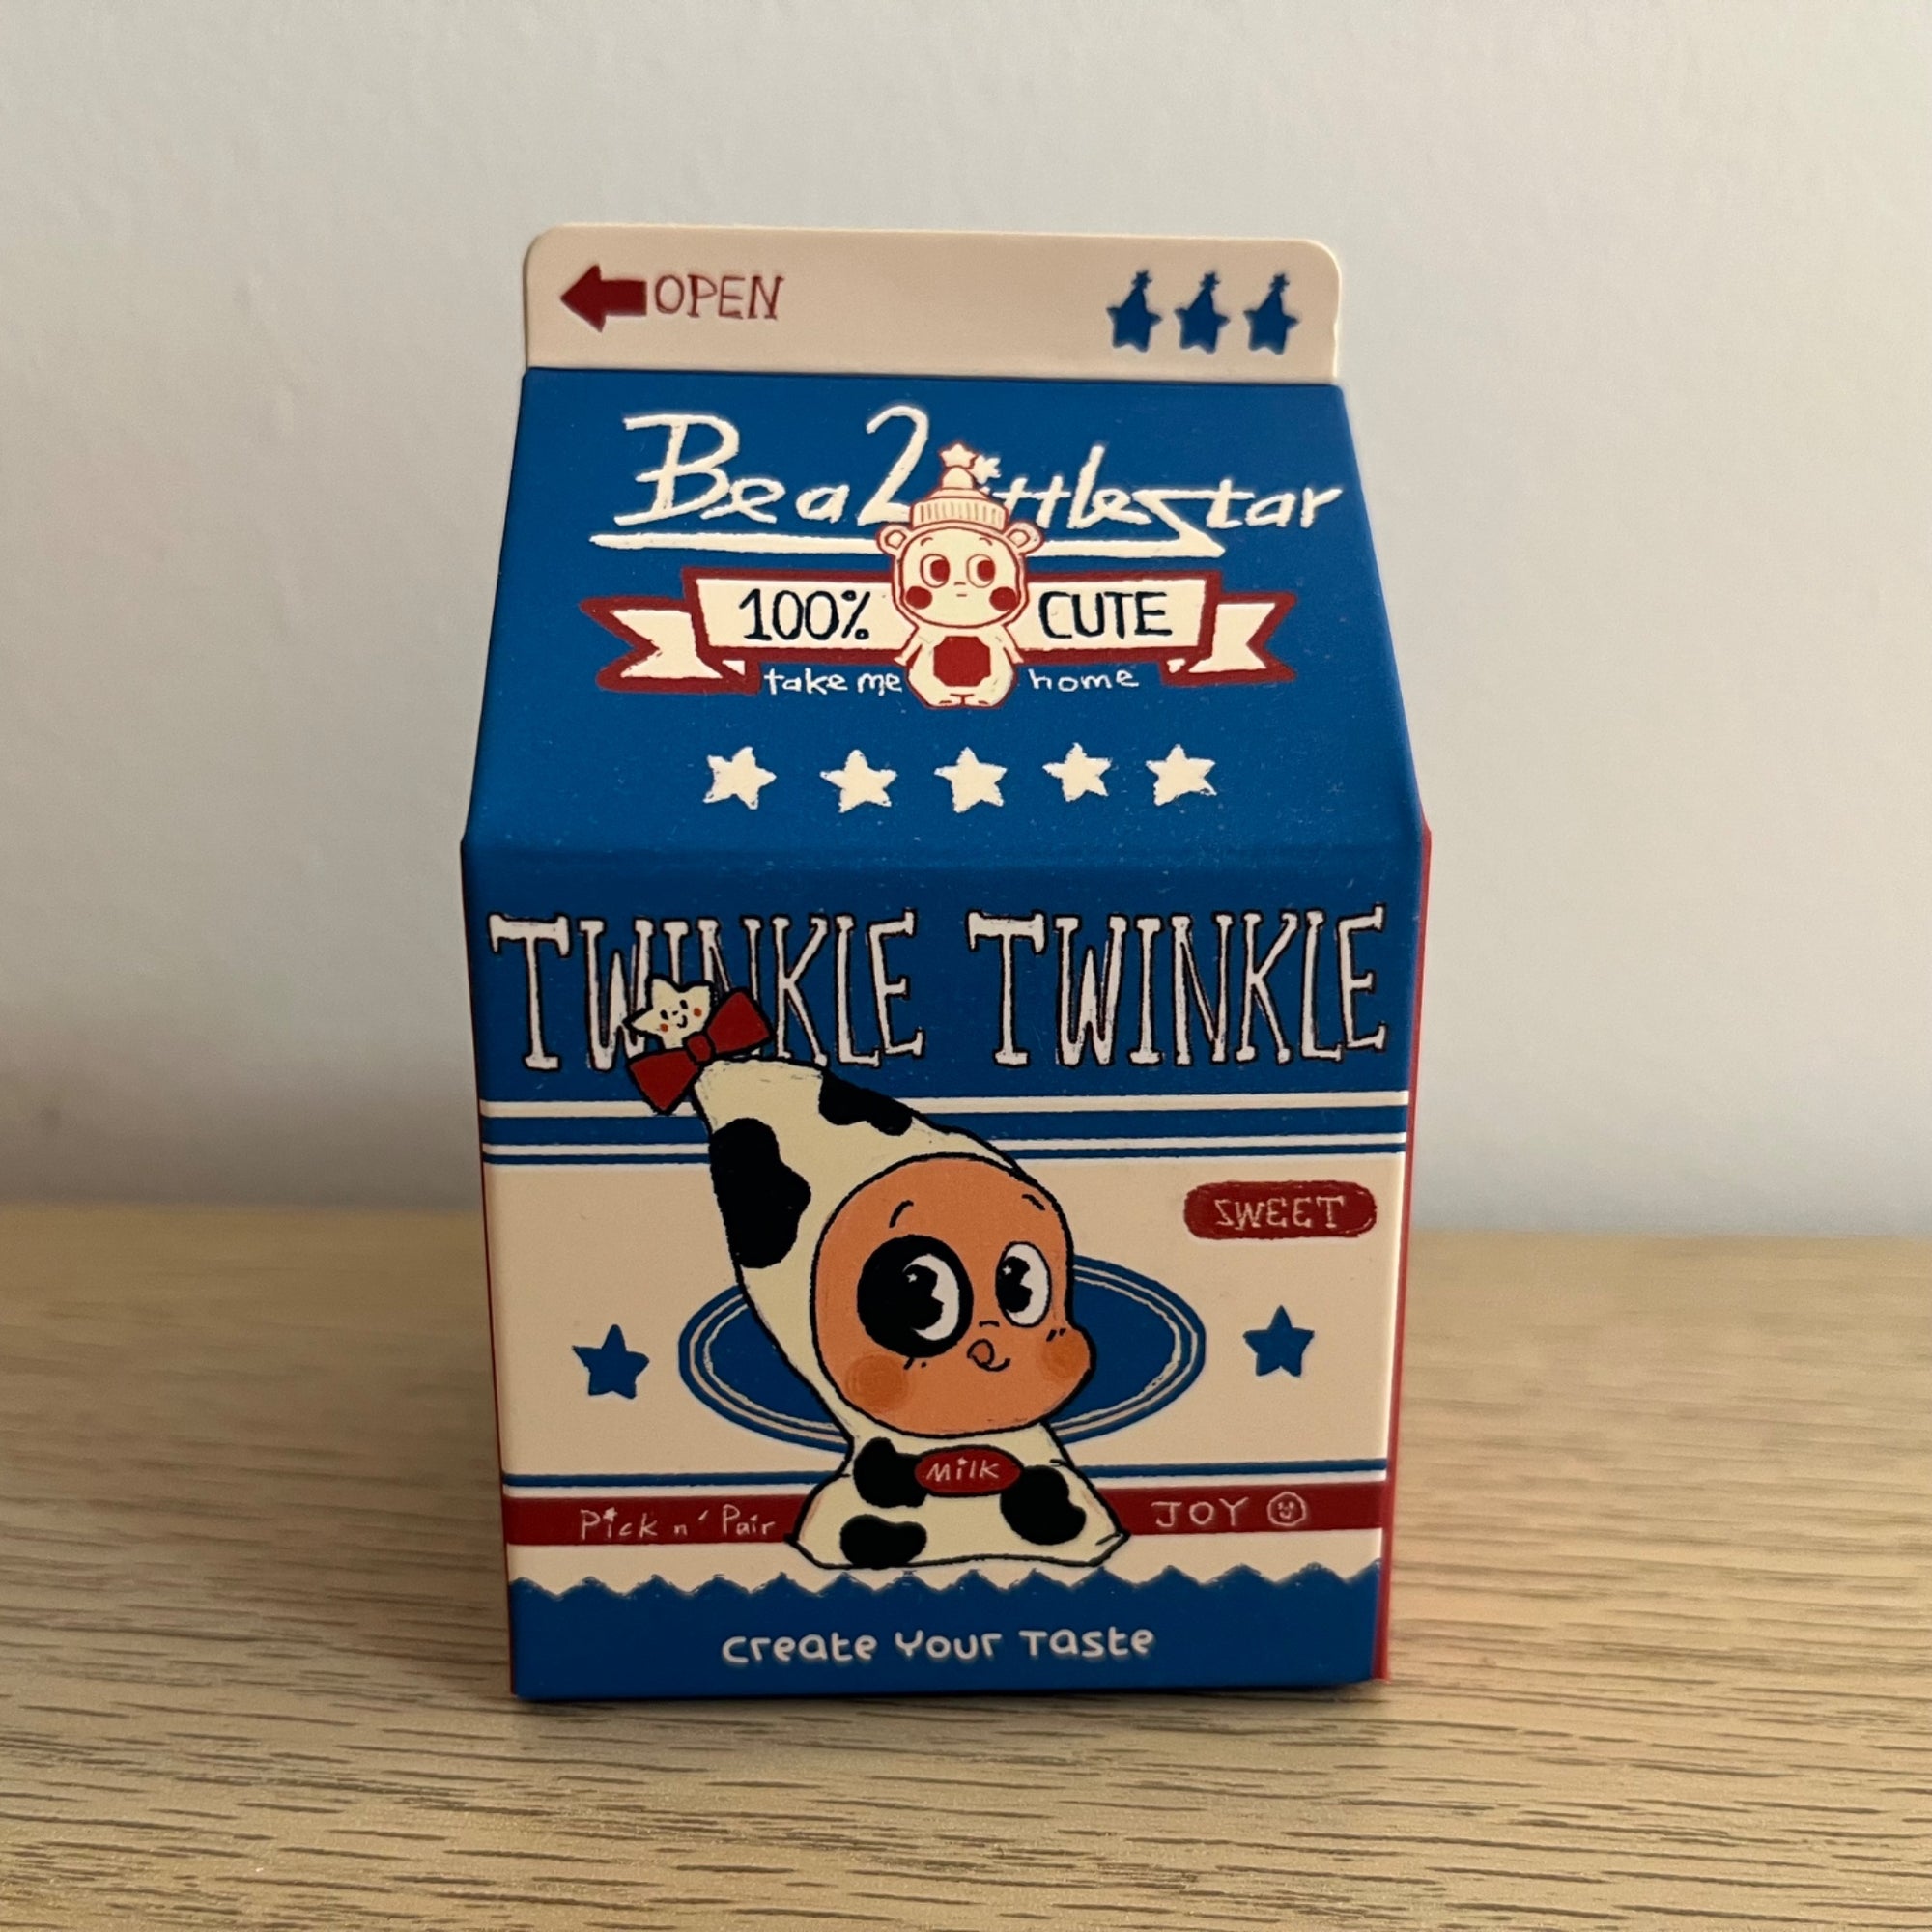 OPEN
Be a Little Star
100% CUTE
take me home
TWINKLE TWINKLE
SWEET
Milk
Pick n' Pair JOY
Create Your Taste